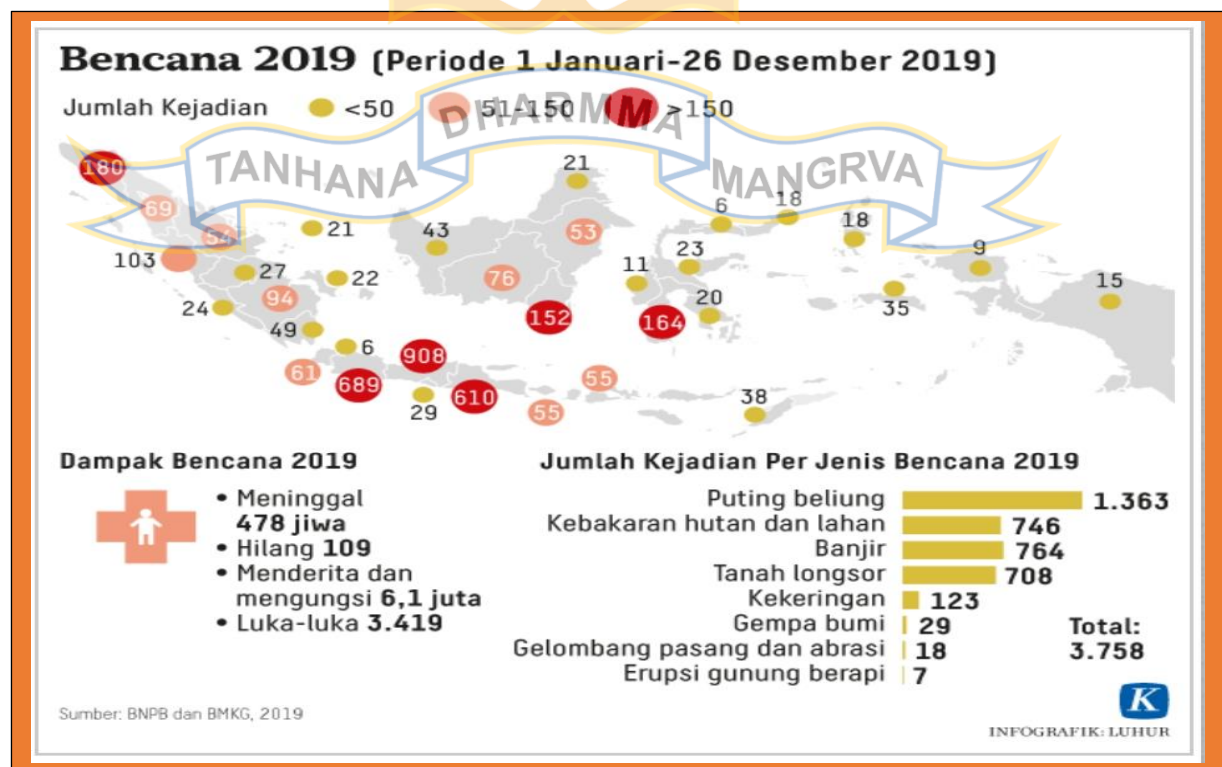 Bencana 2019 (Periode 1 Januari-26 Desember 2019)
Jumlah Kejadian <50 51-150 >150
TANHANA DHARMMA MANGRVA
180
69
54
103
21
27
22
94
24
49
6
61
689
908
29
610
55
55
38
43
21
53
76
152
11
164
23
20
6
18
18
35
9
15
Dampak Bencana 2019
• Meninggal
478 jiwa
• Hilang 109
• Menderita dan
mengungsi 6,1 juta
• Luka-luka 3.419
Jumlah Kejadian Per Jenis Bencana 2019
Puting beliung 1.363
Kebakaran hutan dan lahan 746
Banjir 764
Tanah longsor 708
Kekeringan 123
Gempa bumi 29
Gelombang pasang dan abrasi 18
Erupsi gunung berapi 7
Total:
3.758
Sumber: BNPB dan BMKG, 2019
K
INFOGRAFIK: LUHUR